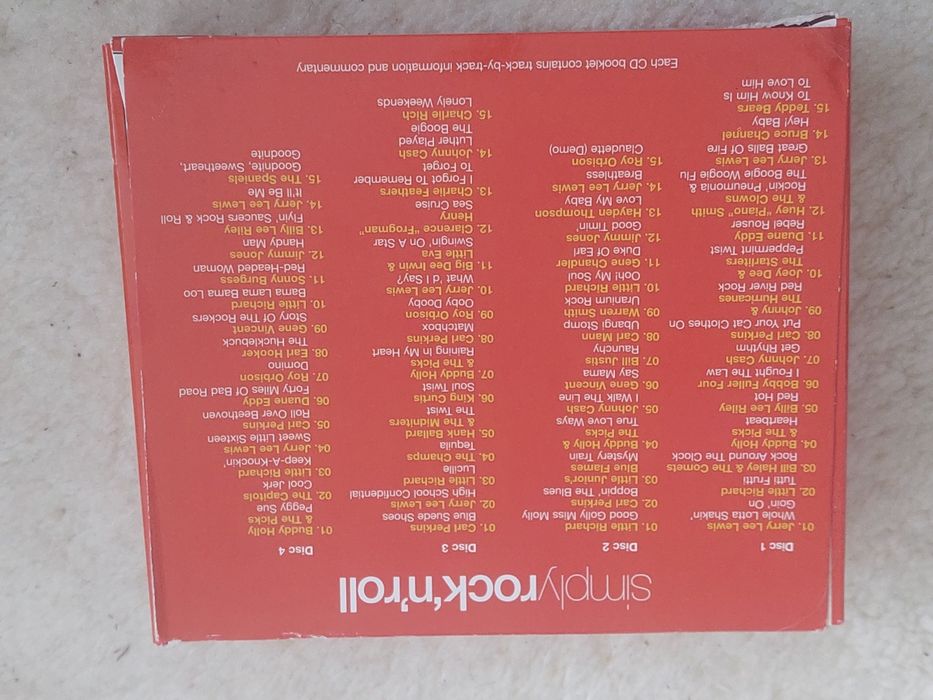 simplyrock'n'roll
Disc 1
01. Jerry Lee Lewis
Whole Lotta Shakin'
Goin' On
02. Little Richard
Tutti Frutti
03. Bill Haley & The Comets
Rock Around The Clock
04. Buddy Holly
& The Picks
Heartbeat
05. Billy Lee Riley
Red Hot
06. Bobby Fuller Four
I Fought The Law
07. Johnny Cash
Get Rhythm
08. Carl Perkins
Put Your Cat Clothes On
09. Johnny &
The Hurricanes
Red River Rock
10. Joey Dee &
The Starliters
Peppermint Twist
11. Duane Eddy
Rebel Rouser
12. Huey "Piano" Smith
& The Clowns
Rockin' Pneumonia &
The Boogie Woogie Flu
13. Jerry Lee Lewis
Great Balls Of Fire
14. Bruce Channel
Hey! Baby
15. Teddy Bears
To Know Him Is
To Love Him
Disc 2
01. Little Richard
Good Golly Miss Molly
02. Carl Perkins
Boppin' The Blues
03. Little's Junior's
Blue Flames
Mystery Train
04. Buddy Holly &
The Picks
True Love Ways
05. Johnny Cash
I Walk The Line
06. Gene Vincent
Say Mama
07. Bill Justis
Raunchy
08. Carl Mann
Ubangi Stomp
09. Warren Smith
Uranium Rock
10. Little Richard
Ooh! My Soul
11. Gene Chandler
Duke Of Earl
12. Jimmy Jones
Good Timin'
13. Hayden Thompson
Love My Baby
14. Jerry Lee Lewis
Breathless
15. Roy Orbison
Claudette (Demo)
Disc 3
01. Carl Perkins
Blue Suede Shoes
02. Jerry Lee Lewis
High School Confidential
03. Little Richard
Lucille
04. The Champs
Tequila
05. Hank Ballard
& The Midniters
The Twist
06. King Curtis
Soul Twist
07. Buddy Holly
& The Picks
Raining In My Heart
08. Carl Perkins
Matchbox
09. Roy Orbison
Ooby Dooby
10. Jerry Lee Lewis
What 'd I Say?
11. Big Dee & Irwin &
Little Eva
Swingin' On A Star
12. Clarence "Frogman"
Henry
Sea Cruise
13. Charlie Feathers
I Forgot To Remember
To Forget
14. Johnny Cash
Luther Played
The Boogie
15. Charlie Rich
Lonely Weekends
Disc 4
01. Buddy Holly
& The Picks
Peggy Sue
02. The Capitols
Cool Jerk
03. Little Richard
Keep-A-Knockin'
04. Jerry Lee Lewis
Sweet Little Sixteen
05. Carl Perkins
Roll Over Beethoven
06. Duane Eddy
Forty Miles Of Bad Road
07. Roy Orbison
Domino
08. Earl Hooker
The Hucklebuck
09. Gene Vincent
Story Of The Rockers
10. Little Richard
Bama Lama Bama Loo
11. Sonny Burgess
Red-Headed Woman
12. Jimmy Jones
Handy Man
13. Billy Lee Riley
Flyin' Saucers Rock & Roll
14. Jerry Lee Lewis
It'll Be Me
15. The Spaniels
Goodnite, Sweetheart,
Goodnite
Each CD booklet contains track-by-track information and commentary